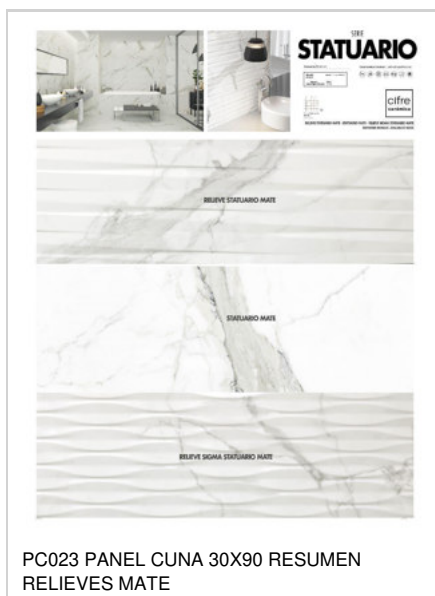 SERIE
STATUARIO
cifre
cerámica
RELIEVE STATUARIO MATE
STATUARIO MATE
RELIEVE SIGMA STATUARIO MATE
PC023 PANEL CUNA 30X90 RESUMEN
RELIEVES MATE